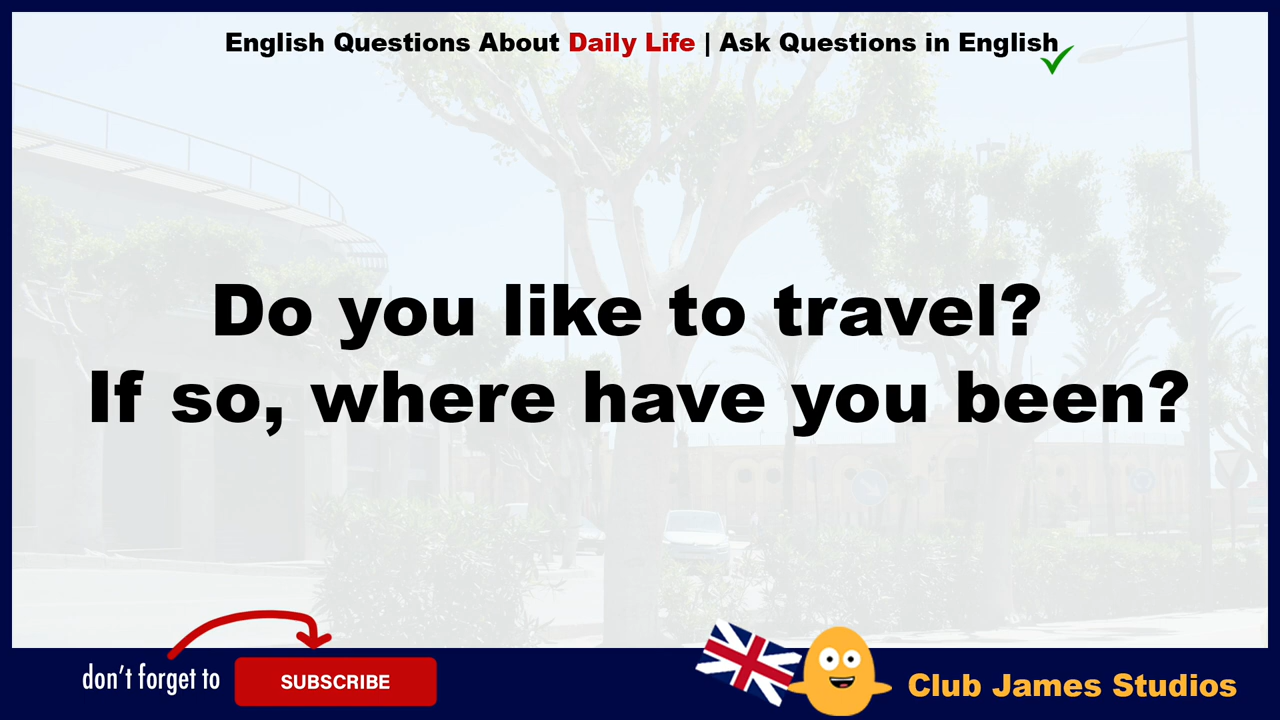 English Questions About Daily Life | Ask Questions in English
Do you like to travel?
If so, where have you been?
don't forget to
SUBSCRIBE
Club James Studios